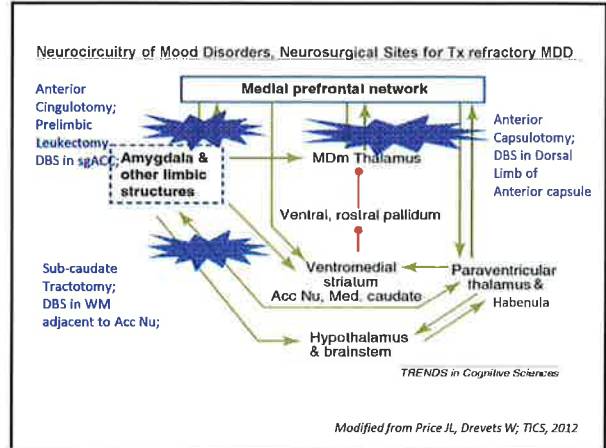 Neurocircuitry of Mood Disorders, Neurosurgical Sites for Tx refractory MDD
Medial prefrontal network
Anterior
Cingulotomy;
Prelimbic
Leukectomy
DBS in sgACC;
Amygdala &
other limbic
structures
MDm Thalamus
Anterior
Capsulotomy;
DBS in Dorsal
Limb of
Anterior capsule
Ventral, rostral pallidum
Sub-caudate
Tractotomy;
DBS in WM
adjacent to Acc Nu;
Ventromedial
striatum
Acc Nu, Med. caudate
Paraventricular
thalamus &
Habenula
Hypothalamus
& brainstem
TRENDS in Cognitive Sciences
Modified from Price JL, Drevets W; TICS, 2012